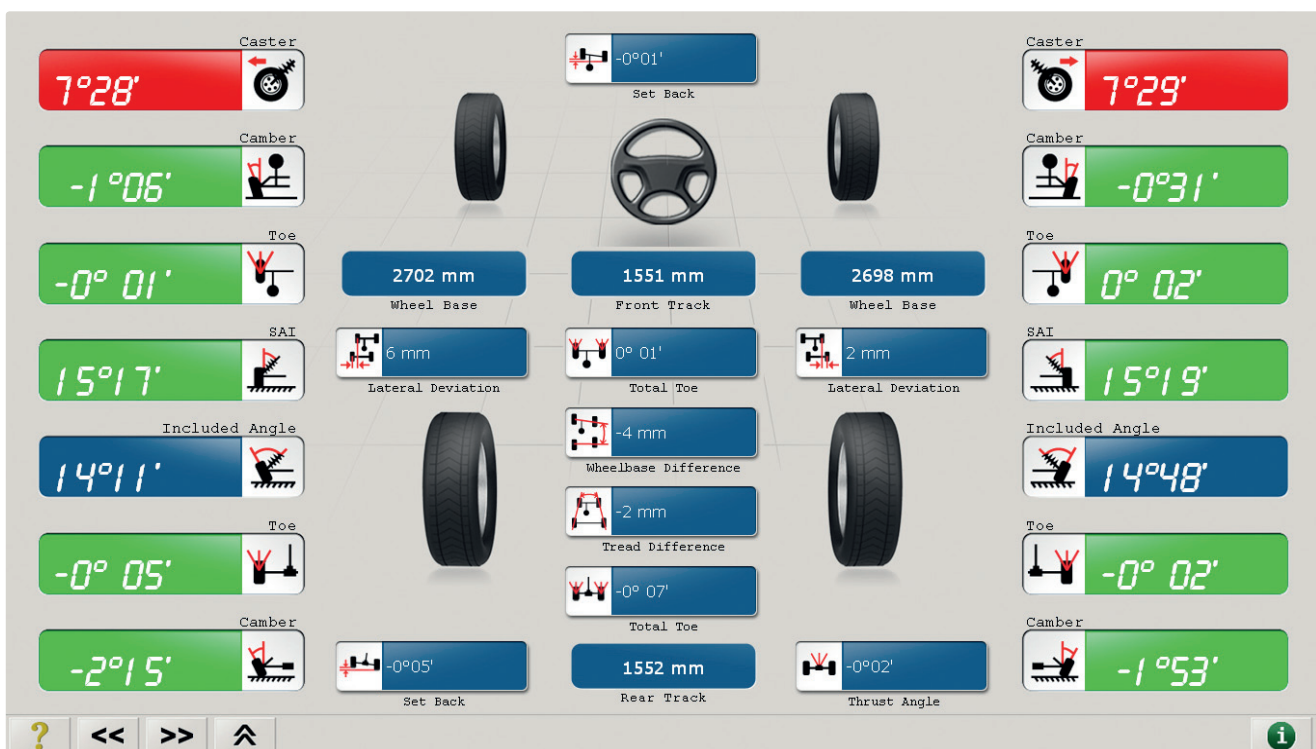 Caster
7°28'
Set Back
-0°01'
Caster
7°29'
Camber
-1°06'
Camber
-0°31'
Toe
-0° 01'
2702 mm
Wheel Base
1551 mm
Front Track
2698 mm
Wheel Base
Toe
0° 02'
SAI
15°17'
6 mm
Lateral Deviation
0° 01'
Total Toe
2 mm
Lateral Deviation
SAI
15°19'
Included Angle
14°11'
-4 mm
Wheelbase Difference
Included Angle
14°48'
-2 mm
Tread Difference
Toe
-0° 05'
-0° 07'
Total Toe
Toe
-0° 02'
Camber
-2°15'
-0°05'
Set Back
1552 mm
Rear Track
-0°02'
Thrust Angle
Camber
-1°53'
? << >>
i